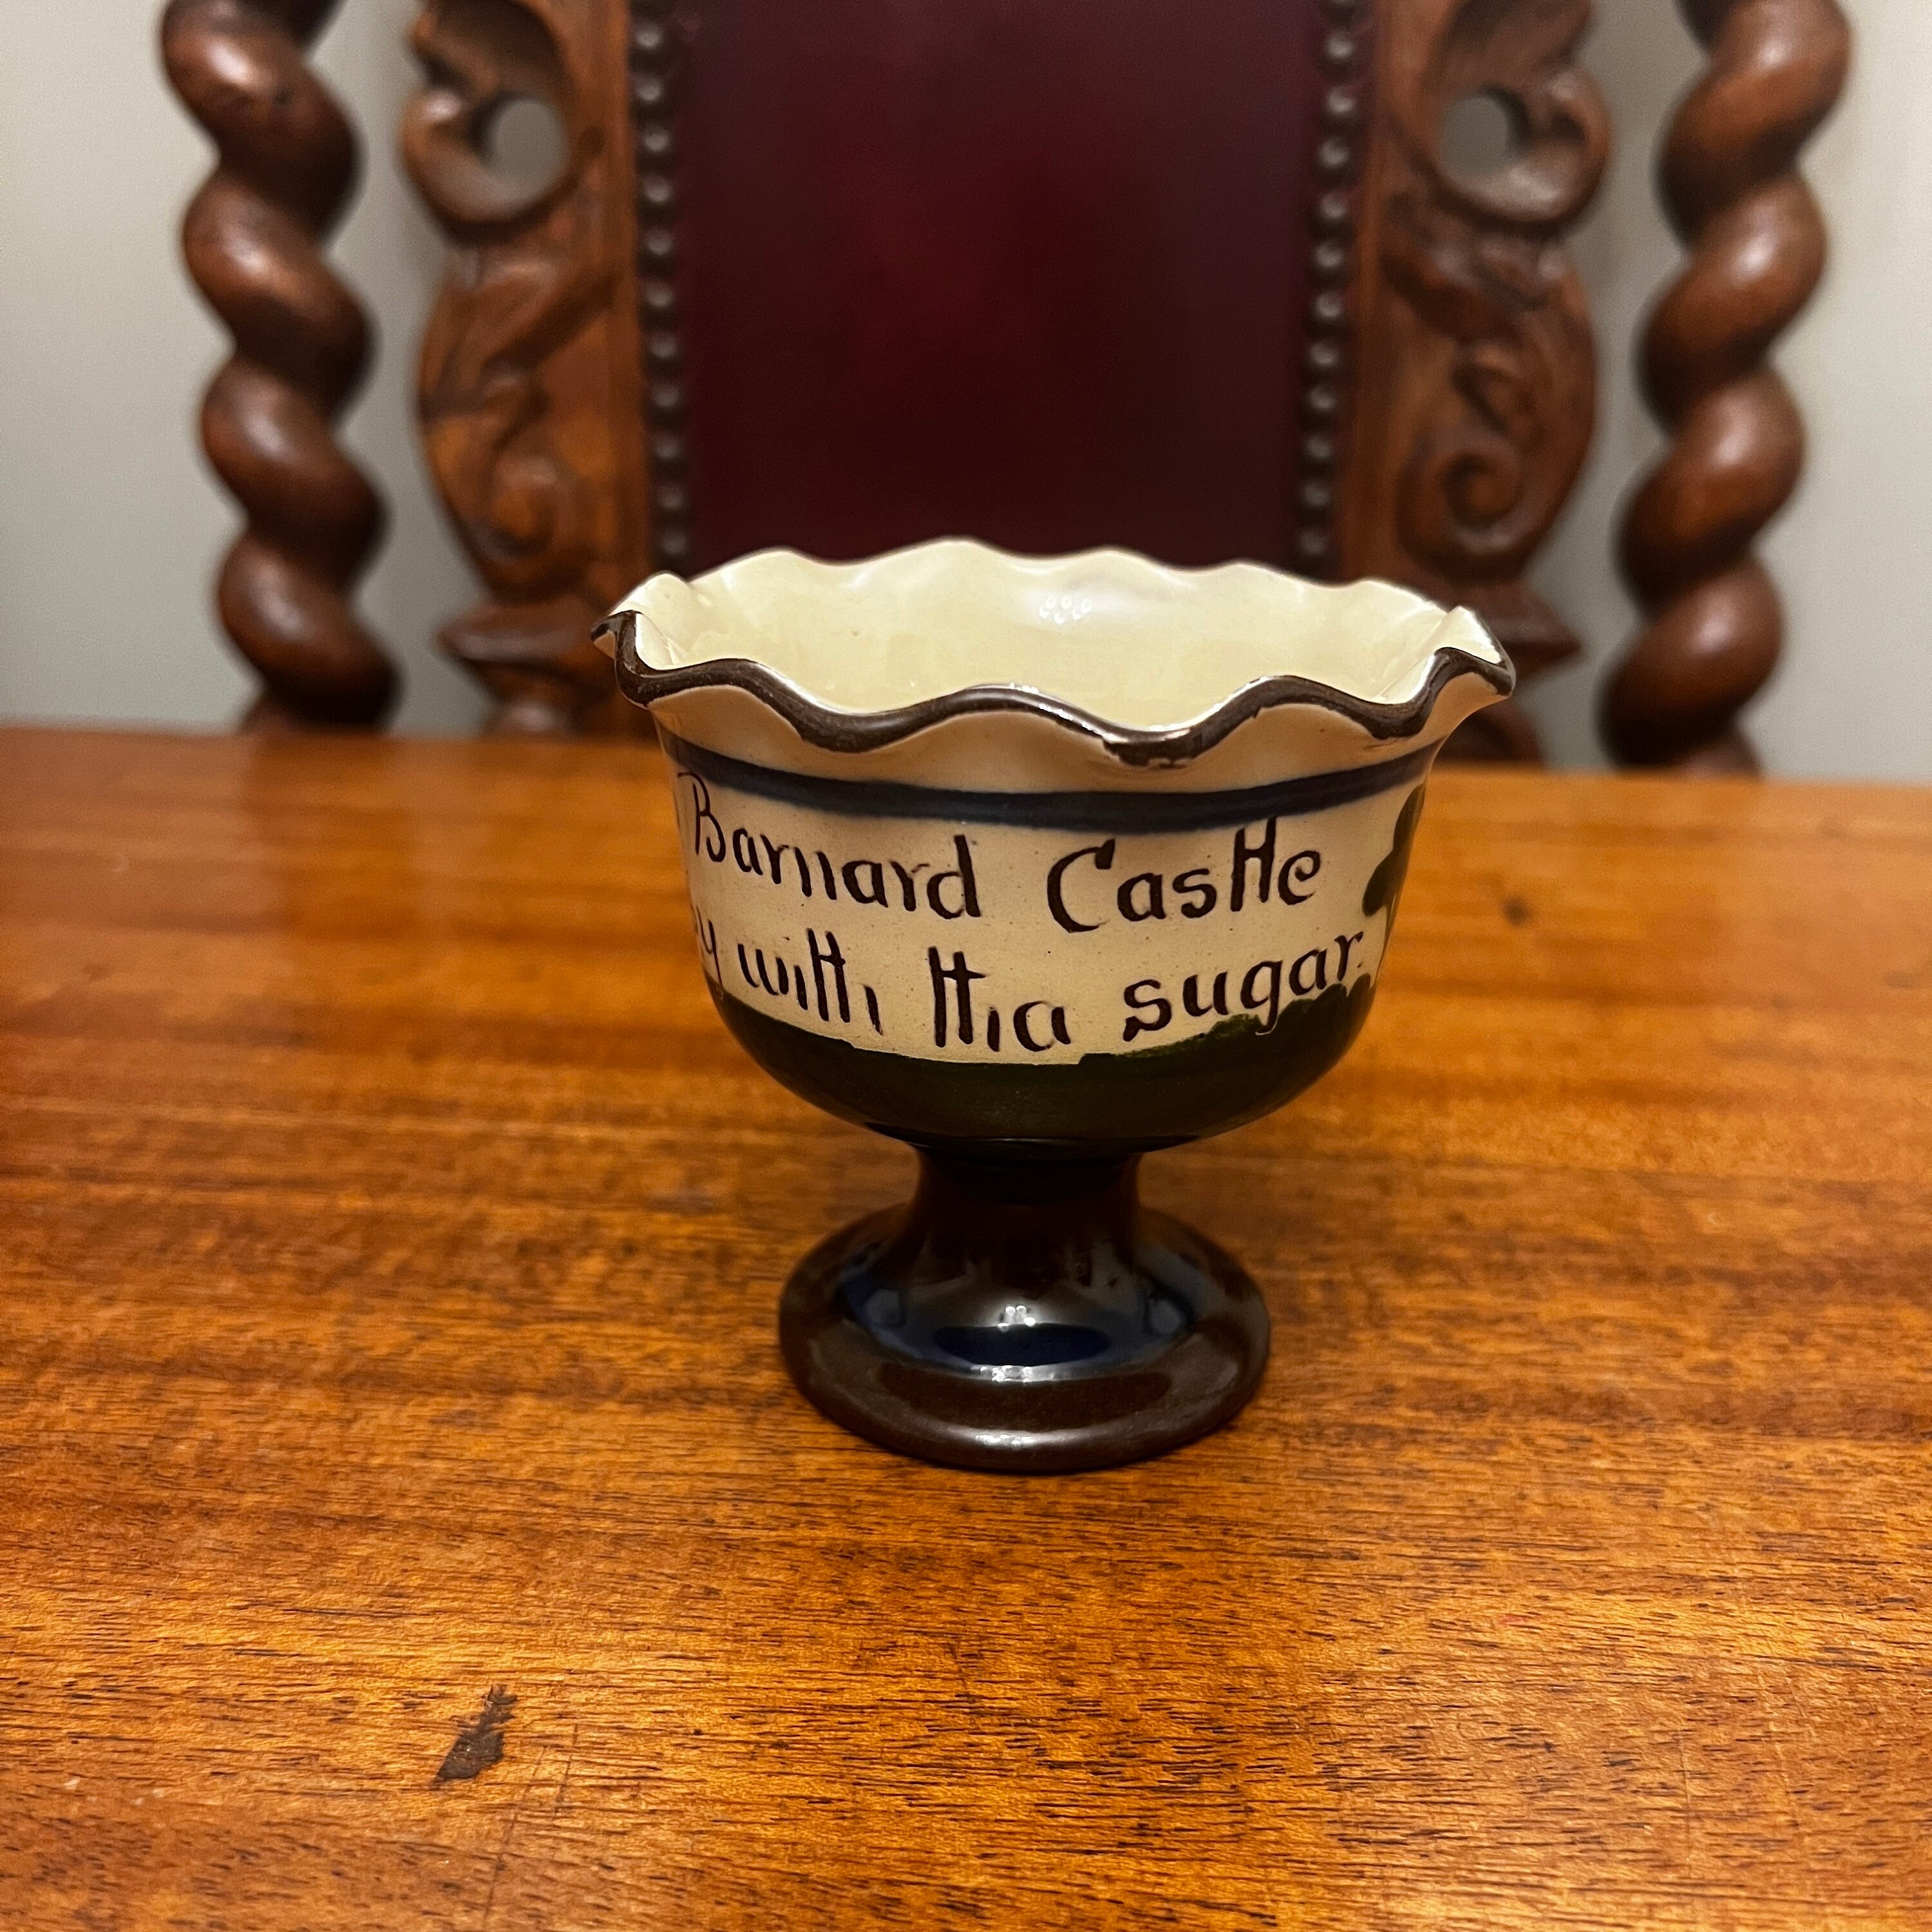 Barnard Castle
with tha sugar.